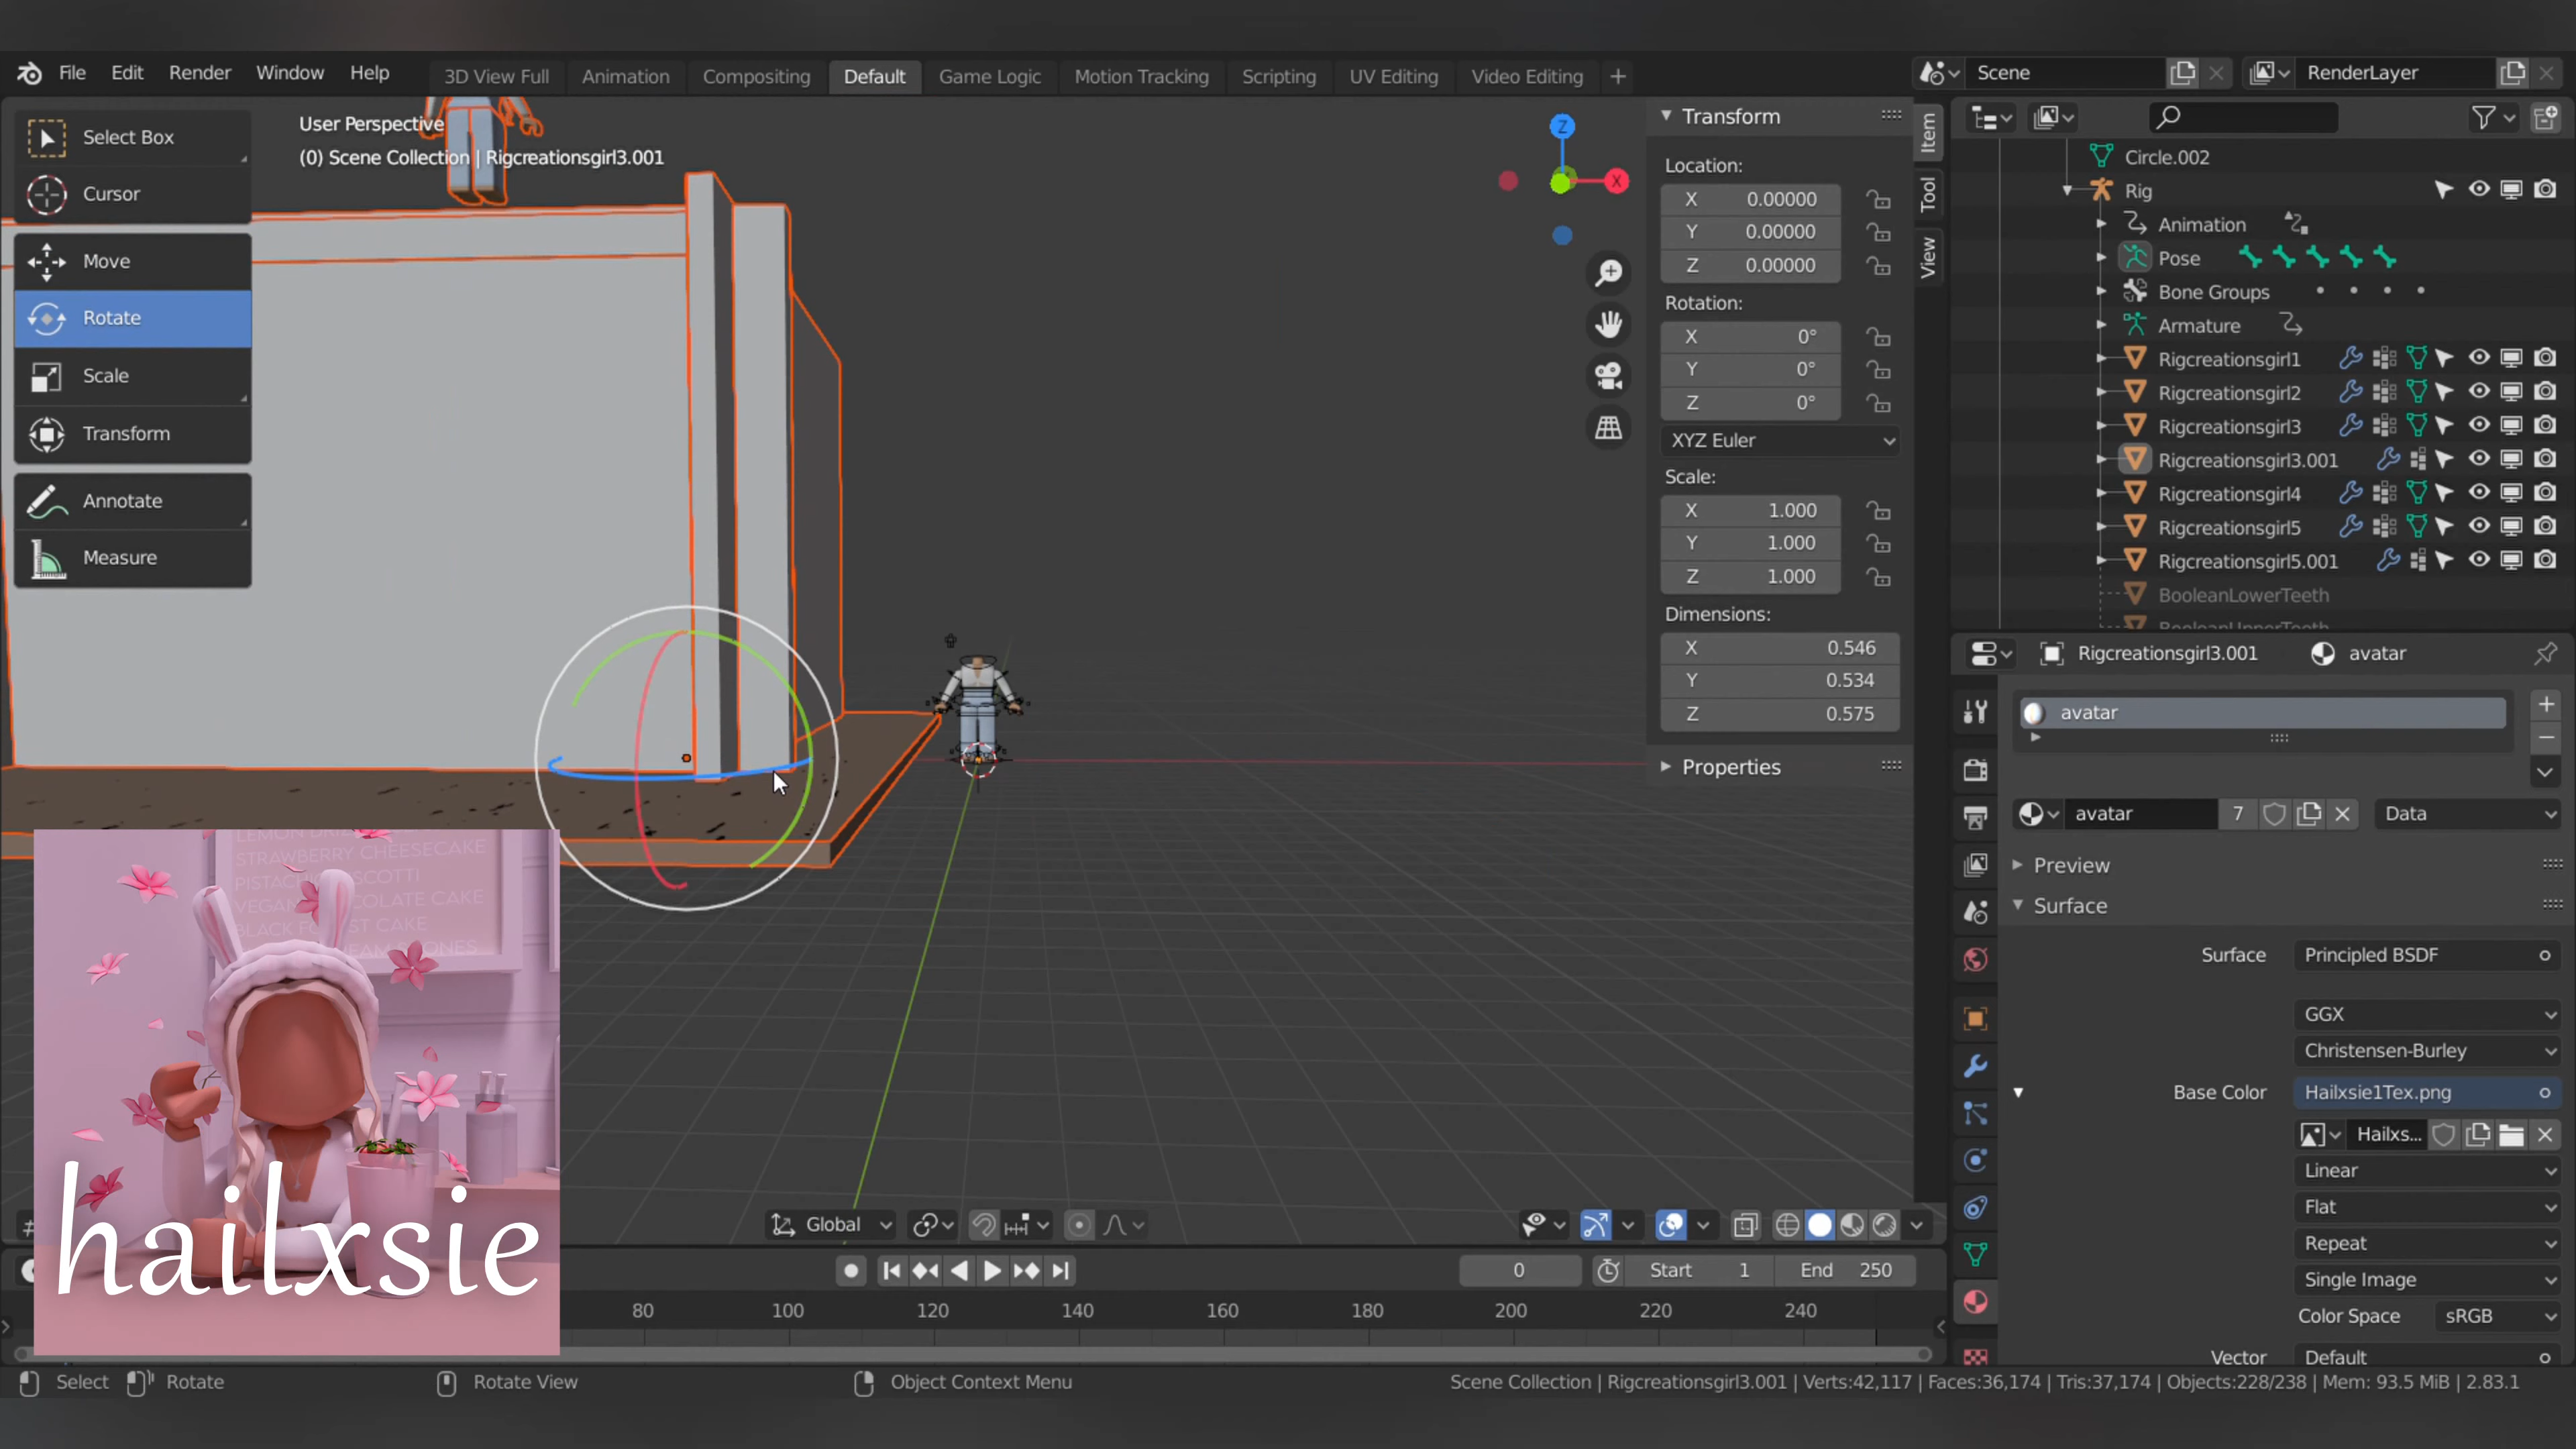 File Edit Render Window Help 3D View Full Animation Compositing Default Game Logic Motion Tracking Scripting UV Editing Video Editing + Scene RenderLayer
Select Box
Cursor
Move
Rotate
Scale
Transform
Annotate
Measure
User Perspective
(0) Scene Collection | Rigcreationsgirl3.001
Z
X
Transform
Location:
X 0.00000
Y 0.00000
Z 0.00000
Rotation:
X 0°
Y 0°
Z 0°
XYZ Euler
Scale:
X 1.000
Y 1.000
Z 1.000
Dimensions:
X 0.546
Y 0.534
Z 0.575
Properties
Item
Tool
View
Circle.002
Rig
Animation
Pose
Bone Groups
Armature
Rigcreationsgirl1
Rigcreationsgirl2
Rigcreationsgirl3
Rigcreationsgirl3.001
Rigcreationsgirl4
Rigcreationsgirl5
Rigcreationsgirl5.001
BooleanLowerTeeth
BooleanUpperTeeth
Rigcreationsgirl3.001 avatar
avatar
avatar 7 Data
Preview
Surface
Surface Principled BSDF
GGX
Christensen-Burley
Base Color Hailxsie1Tex.png
Hailxs...
Linear
Flat
Repeat
Single Image
Color Space sRGB
Vector Default
STRAWBERRY CHEESECAKE
hailxsie
Global
0 Start 1 End 250
80 100 120 140 160 180 200 220 240
Select Rotate Rotate View Object Context Menu
Scene Collection | Rigcreationsgirl3.001 | Verts:42,117 | Faces:36,174 | Tris:37,174 | Objects:228/238 | Mem: 93.5 MiB | 2.83.1